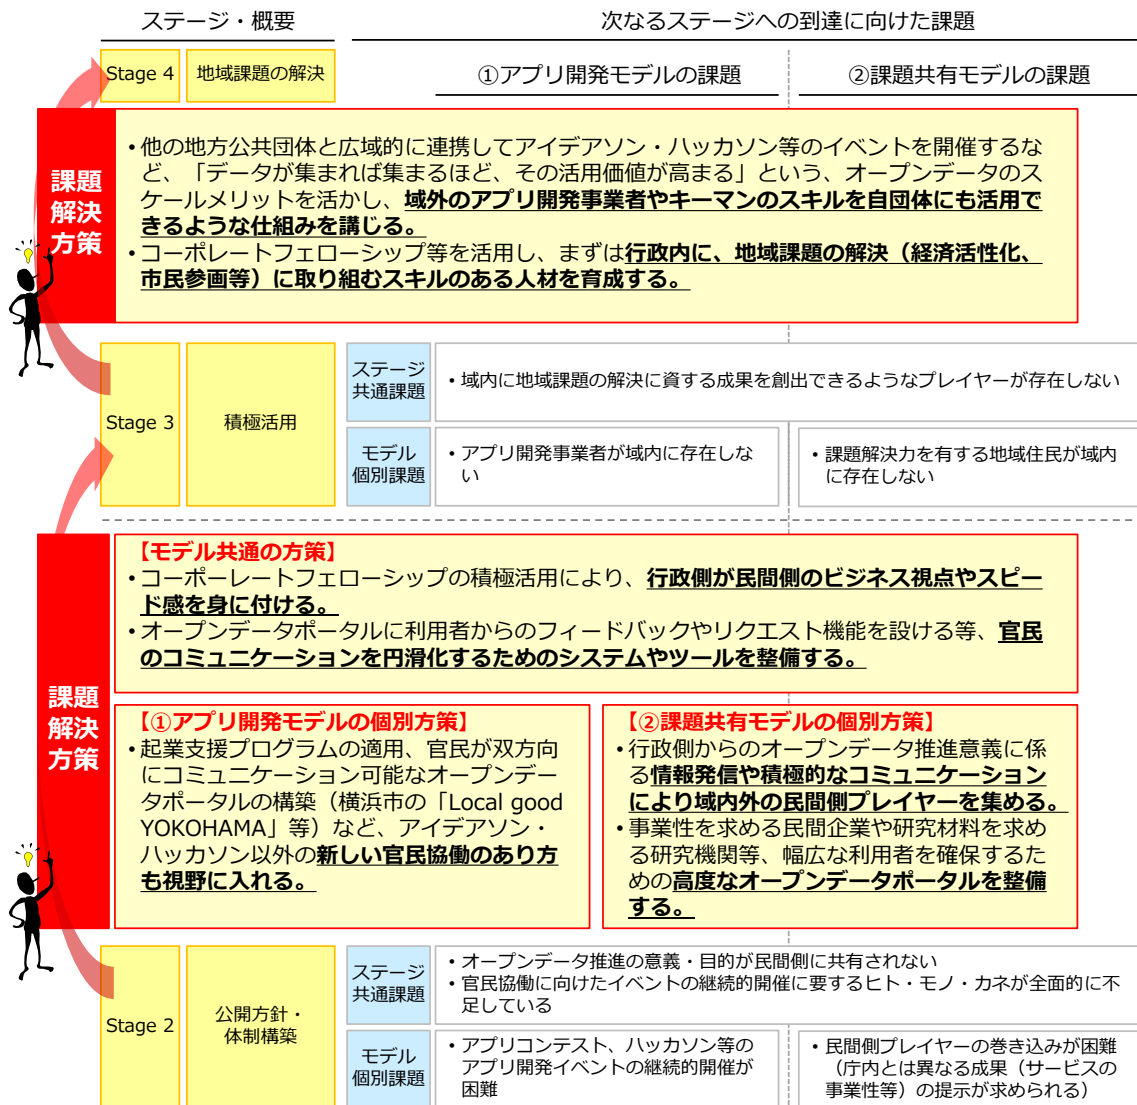 ステージ・概要
次なるステージへの到達に向けた課題
Stage 4
地域課題の解決
①アプリ開発モデルの課題
②課題共有モデルの課題
課題
解決
方策
・他の地方公共団体と広域的に連携してアイデアソン・ハッカソン等のイベントを開催するな
ど、「データが集まれば集まるほど、その活用価値が高まる」という、オープンデータのス
ケールメリットを活かし、域外のアプリ開発事業者やキーマンのスキルを自団体にも活用で
きるような仕組みを講じる。
・コーポレートフェローシップ等を活用し、まずは行政内に、地域課題の解決（経済活性化、
市民参画等）に取り組むスキルのある人材を育成する。
Stage 3
積極活用
ステージ
共通課題
・域内に地域課題の解決に資する成果を創出できるようなプレイヤーが存在しない
モデル
個別課題
・アプリ開発事業者が域内に存在しな
い
・課題解決力を有する地域住民が域内
に存在しない
課題
解決
方策
【モデル共通の方策】
・コーポーレートフェローシップの積極活用により、行政側が民間側のビジネス視点やスピー
ド感を身に付ける。
・オープンデータポータルに利用者からのフィードバックやリクエスト機能を設ける等、官民
のコミュニケーションを円滑化するためのシステムやツールを整備する。
【①アプリ開発モデルの個別方策】
・起業支援プログラムの適用、官民が双方向
にコミュニケーション可能なオープンデー
タポータルの構築（横浜市の「Local good
YOKOHAMA」等）など、アイデアソン・
ハッカソン以外の新しい官民協働のあり方
も視野に入れる。
【②課題共有モデルの個別方策】
・行政側からのオープンデータ推進意義に係
る情報発信や積極的なコミュニケーション
により域内外の民間側プレイヤーを集める。
・事業性を求める民間企業や研究材料を求め
る研究機関等、幅広な利用者を確保するた
めの高度なオープンデータポータルを整備
する。
Stage 2
公開方針・
体制構築
ステージ
共通課題
・オープンデータ推進の意義・目的が民間側に共有されない
・官民協働に向けたイベントの継続的開催に要するヒト・モノ・カネが全面的に不
足している
モデル
個別課題
・アプリコンテスト、ハッカソン等の
アプリ開発イベントの継続的開催が
困難
・民間側プレイヤーの巻き込みが困難
（庁内とは異なる成果（サービスの
事業性等）の提示が求められる）